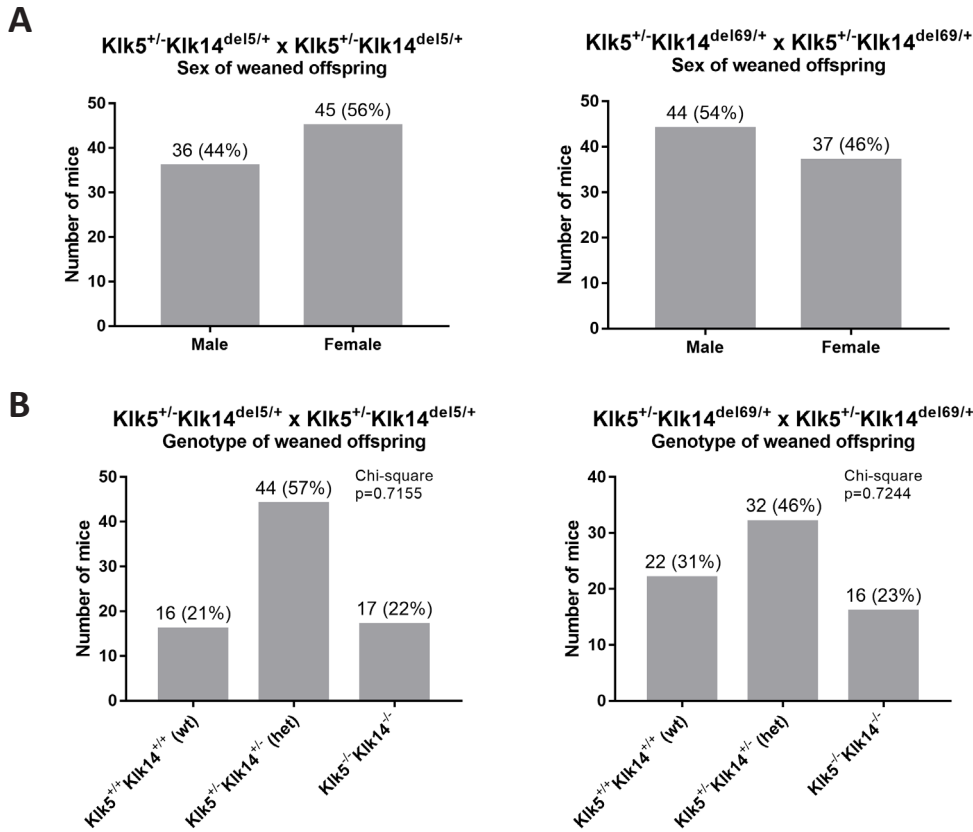 A
Klk5+/-Klk14del5/+ x Klk5+/-Klk14del5/+
Sex of weaned offspring
Number of mice
50
40
30
20
10
0
36 (44%)
45 (56%)
Male
Female
Klk5+/-Klk14del69/+ x Klk5+/-Klk14del69/+
Sex of weaned offspring
Number of mice
50
40
30
20
10
0
44 (54%)
37 (46%)
Male
Female
B
Klk5+/-Klk14del5/+ x Klk5+/-Klk14del5/+
Genotype of weaned offspring
Number of mice
50
40
30
20
10
0
Chi-square
p=0.7155
16 (21%)
44 (57%)
17 (22%)
Klk5+/+Klk14+/+ (wt)
Klk5+/-Klk14+/- (het)
Klk5-/-Klk14-/-
Klk5+/-Klk14del69/+ x Klk5+/-Klk14del69/+
Genotype of weaned offspring
Number of mice
40
30
20
10
0
Chi-square
p=0.7244
22 (31%)
32 (46%)
16 (23%)
Klk5+/+Klk14+/+ (wt)
Klk5+/-Klk14+/- (het)
Klk5-/-Klk14-/-